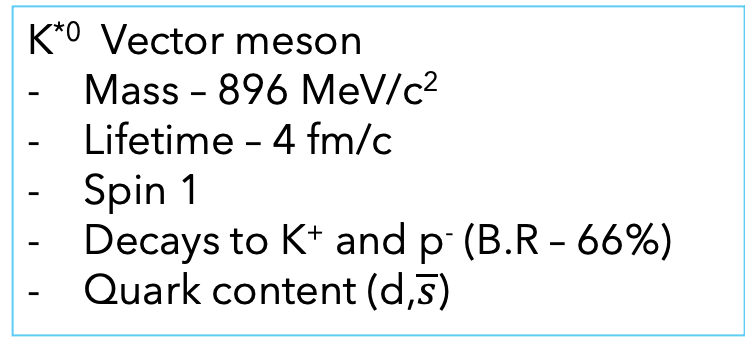 K*⁰ Vector meson
- Mass – 896 MeV/c²
- Lifetime – 4 fm/c
- Spin 1
- Decays to K⁺ and p⁻ (B.R – 66%)
- Quark content (d,s̅)